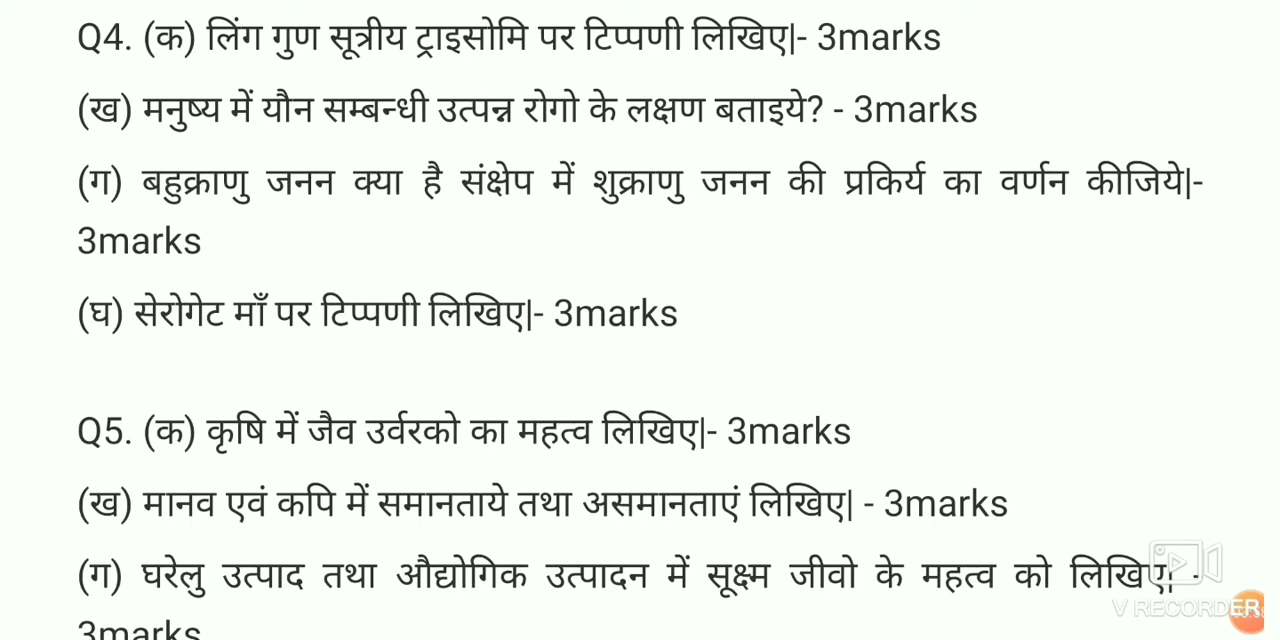 Q4. (क) लिंग गुण सूत्रीय ट्राइसोमि पर टिप्पणी लिखिए|- 3marks
(ख) मनुष्य में यौन सम्बन्धी उत्पन्न रोगो के लक्षण बताइये? - 3marks
(ग) बहुक्राणु जनन क्या है संक्षेप में शुक्राणु जनन की प्रकिर्य का वर्णन कीजिये|-
3marks
(घ) सेरोगेट माँ पर टिप्पणी लिखिए|- 3marks
Q5. (क) कृषि में जैव उर्वरको का महत्व लिखिए|- 3marks
(ख) मानव एवं कपि में समानताये तथा असमानताएं लिखिए| - 3marks
(ग) घरेलु उत्पाद तथा औद्योगिक उत्पादन में सूक्ष्म जीवो के महत्व को लिखिए| -
V RECORDER
3marks